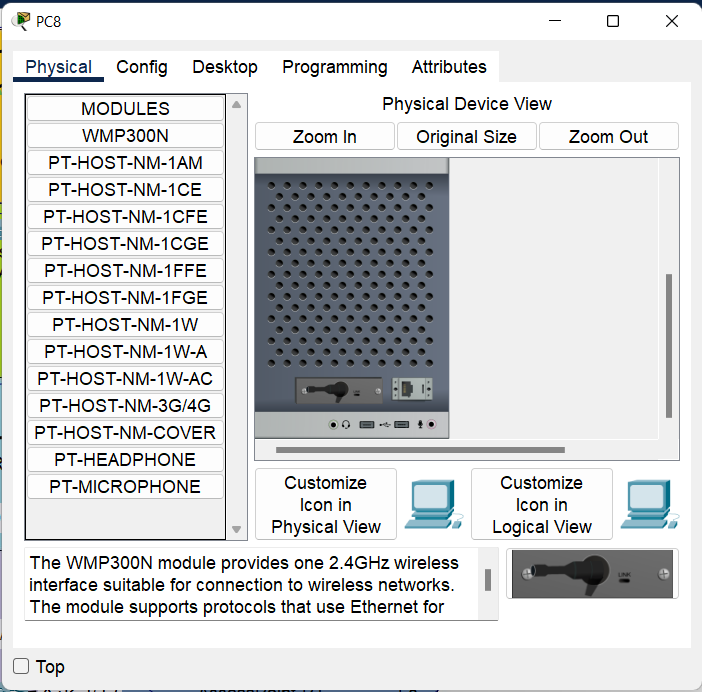 PC8
Physical
Config
Desktop
Programming
Attributes
MODULES
WMP300N
PT-HOST-NM-1AM
PT-HOST-NM-1CE
PT-HOST-NM-1CFE
PT-HOST-NM-1CGE
PT-HOST-NM-1FFE
PT-HOST-NM-1FGE
PT-HOST-NM-1W
PT-HOST-NM-1W-A
PT-HOST-NM-1W-AC
PT-HOST-NM-3G/4G
PT-HOST-NM-COVER
PT-HEADPHONE
PT-MICROPHONE
Physical Device View
Zoom In
Original Size
Zoom Out
Customize
Icon in
Physical View
Customize
Icon in
Logical View
The WMP300N module provides one 2.4GHz wireless
interface suitable for connection to wireless networks.
The module supports protocols that use Ethernet for
LINK
Top